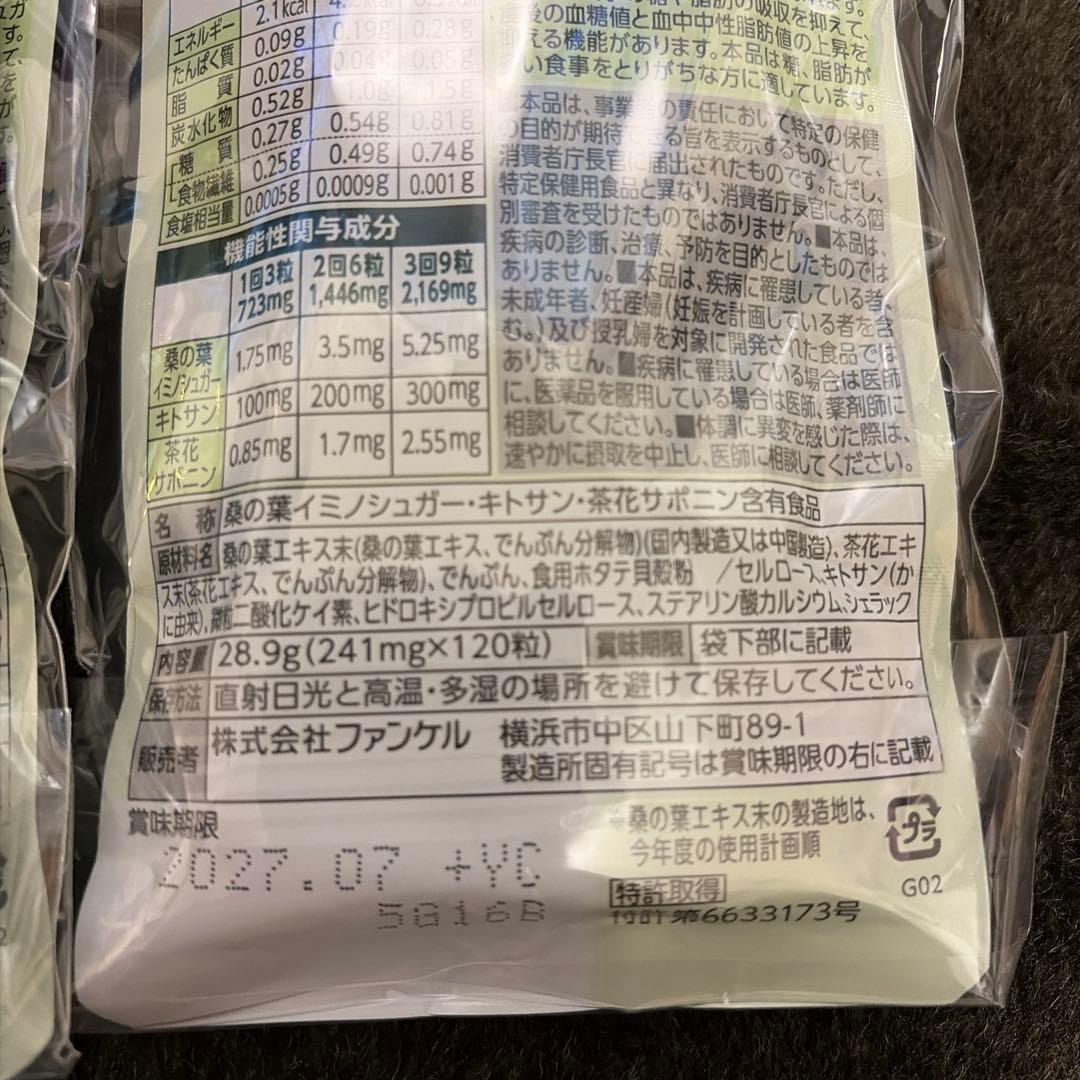 2.1kcal
エネルギー 0.09g 0.19g 0.28g
たんぱく質 0.02g 0.04g 0.05g
脂質 0.52g 1.0g 1.5g
炭水化物 0.27g 0.54g 0.81g
糖質 0.25g 0.49g 0.74g
食物繊維 0.0005g 0.0009g 0.001g
食塩相当量
機能性関与成分
1回3粒 2回6粒 3回9粒
723mg 1,446mg 2,169mg
桑の葉イミノシュガー 1.75mg 3.5mg 5.25mg
キトサン 100mg 200mg 300mg
茶花サポニン 0.85mg 1.7mg 2.55mg
や脂肪の吸収を抑えて、
食後の血糖値と血中中性脂肪値の上昇を
抑える機能があります。本品は糖、脂肪が
多い食事をとりがちな方に適しています。
■本品は、事業者の責任において特定の保健
の目的が期待できる旨を表示するものとして、
消費者庁長官に届出されたものです。ただし、
特定保健用食品と異なり、消費者庁長官による個
別審査を受けたものではありません。■本品は、
疾病の診断、治療、予防を目的としたものでは
ありません。■本品は、疾病に罹患している者、
未成年者、妊産婦(妊娠を計画している者を含
む。)及び授乳婦を対象に開発された食品では
ありません。■疾病に罹患している場合は医師
に、医薬品を服用している場合は医師、薬剤師に
相談してください。■体調に異変を感じた際は、
速やかに摂取を中止し、医師に相談してください。
名称 桑の葉イミノシュガー・キトサン・茶花サポニン含有食品
原材料名 桑の葉エキス末(桑の葉エキス、でんぷん分解物)(国内製造又は中国製造)、茶花エキ
ス末(茶花エキス、でんぷん分解物)、でんぷん、食用ホタテ貝殻粉 /セルロース、キトサン(か
に由来)、微粒二酸化ケイ素、ヒドロキシプロピルセルロース、ステアリン酸カルシウム、シェラック
内容量 28.9g(241mg×120粒) 賞味期限 袋下部に記載
保存方法 直射日光と高温・多湿の場所を避けて保存してください。
販売者 株式会社ファンケル 横浜市中区山下町89-1
製造所固有記号は賞味期限の右に記載
賞味期限
2027.07 +YC
5G16B
※桑の葉エキス末の製造地は、
今年度の使用計画順
プラ
G02
特許取得
特許 第6633173号